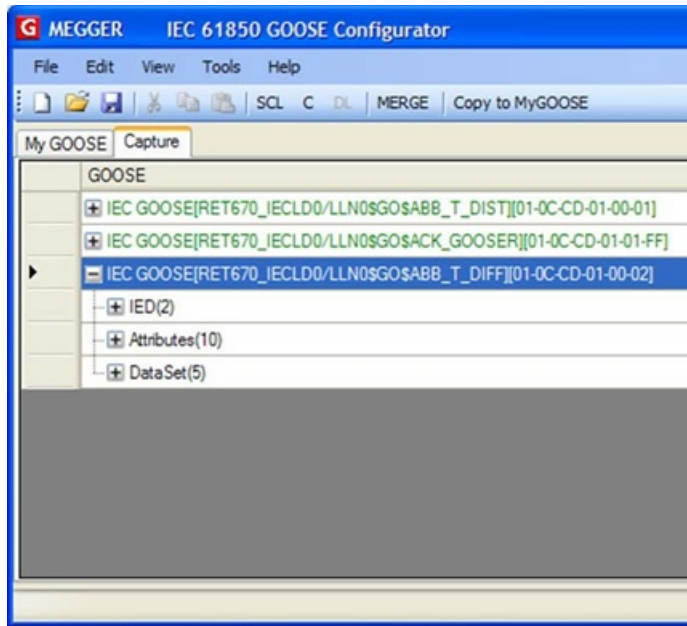 G MEGGER IEC 61850 GOOSE Configurator
File Edit View Tools Help
SCL C DL MERGE Copy to MyGOOSE
My GOOSE Capture
GOOSE
IEC GOOSE[RET670_IECLD0/LLN0$GO$ABB_T_DIST][01-0C-CD-01-00-01]
IEC GOOSE[RET670_IECLD0/LLN0$GO$ACK_GOOSER][01-0C-CD-01-01-FF]
IEC GOOSE[RET670_IECLD0/LLN0$GO$ABB_T_DIFF][01-0C-CD-01-00-02]
IED(2)
Attributes(10)
DataSet(5)